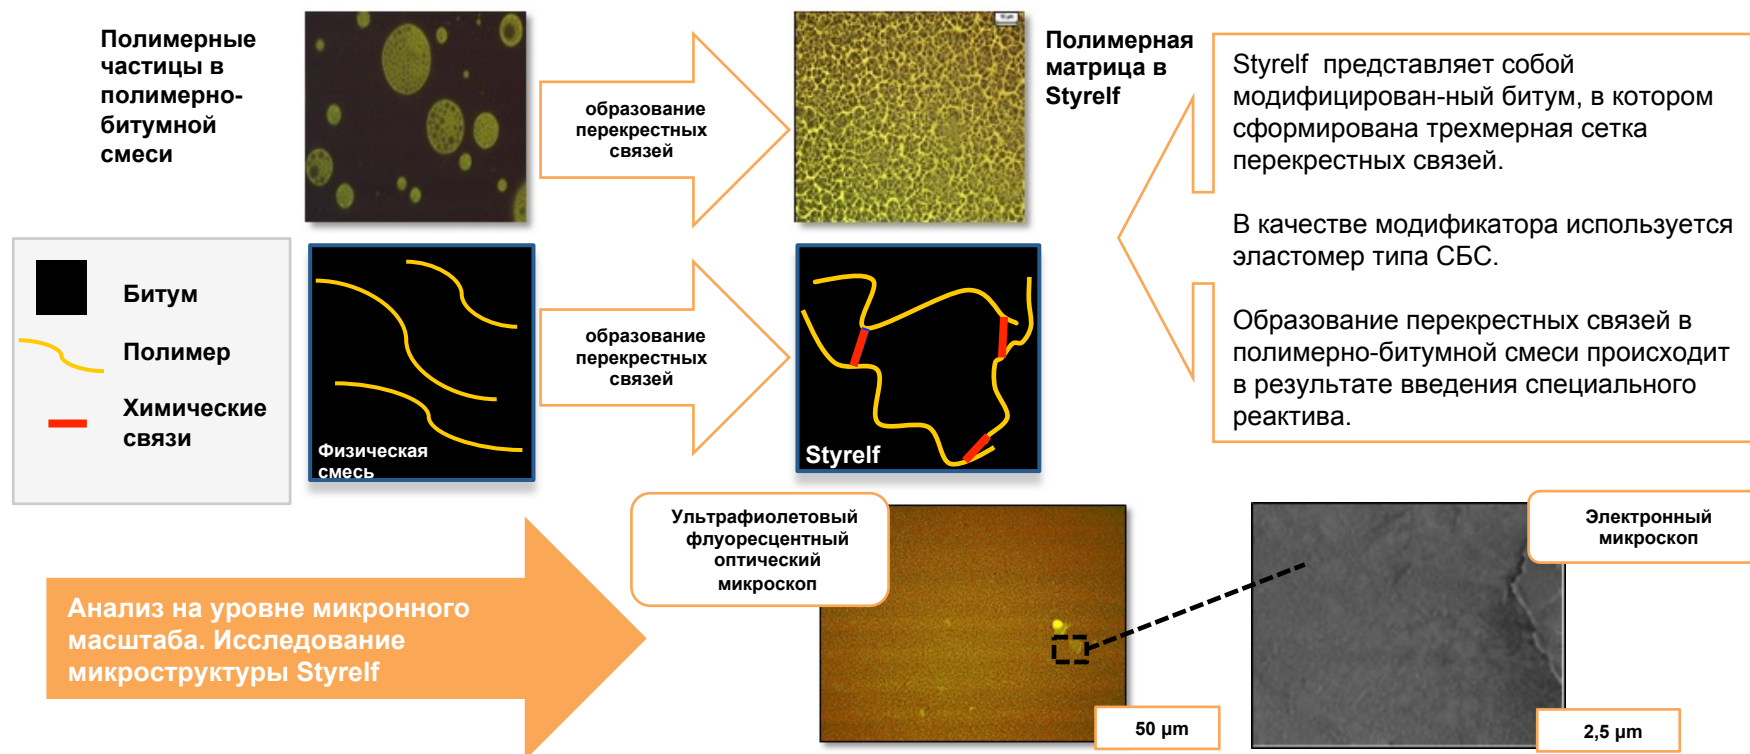 Полимерные
частицы в
полимерно-
битумной
смеси
образование
перекрестных
связей
Полимерная
матрица в
Styrelf
Styrelf представляет собой
модифицирован-ный битум, в котором
сформирована трехмерная сетка
перекрестных связей.
В качестве модификатора используется
эластомер типа СБС.
Образование перекрестных связей в
полимерно-битумной смеси происходит
в результате введения специального
реактива.
Битум
Полимер
Химические
связи
Физическая
смесь
образование
перекрестных
связей
Styrelf
Анализ на уровне микронного
масштаба. Исследование
микроструктуры Styrelf
Ультрафиолетовый
флуоресцентный
оптический
микроскоп
50 µm
Электронный
микроскоп
2,5 µm